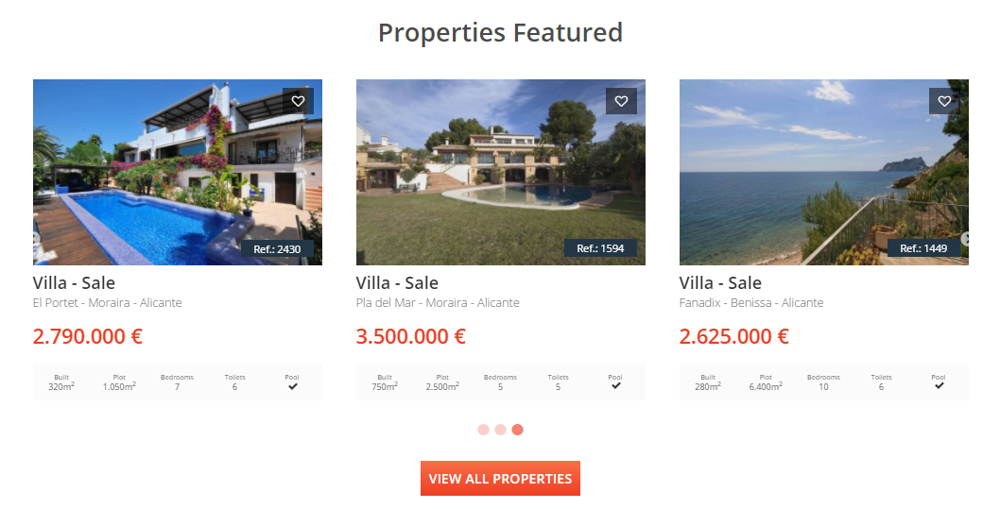 Properties Featured
Ref.: 2430
Villa - Sale
El Portet - Moraira - Alicante
2.790.000 €
Built Plot Bedrooms Toilets Pool
320m² 1.050m² 7 6
Ref.: 1594
Villa - Sale
Pla del Mar - Moraira - Alicante
3.500.000 €
Built Plot Bedrooms Toilets Pool
750m² 2.500m² 5 5
Ref.: 1449
Villa - Sale
Fanadix - Benissa - Alicante
2.625.000 €
Built Plot Bedrooms Toilets Pool
280m² 6.400m² 10 6
VIEW ALL PROPERTIES